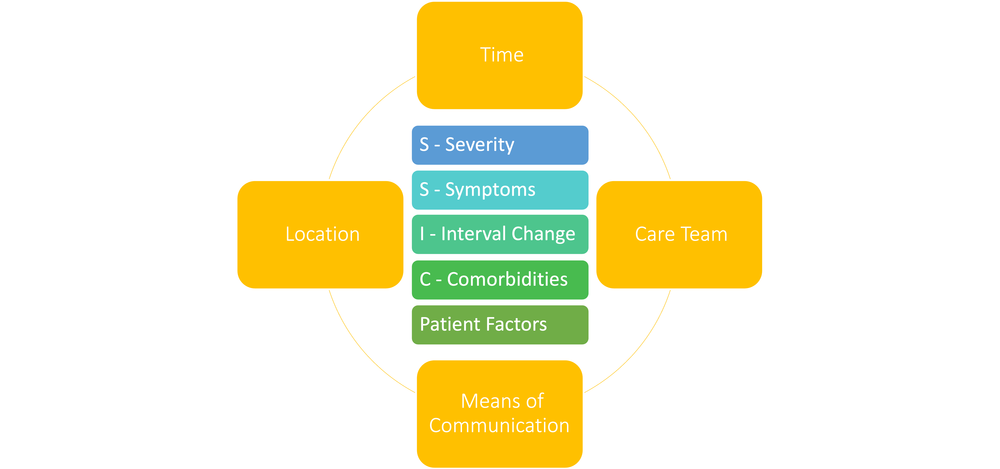 Time
S - Severity
S - Symptoms
I - Interval Change
C - Comorbidities
Patient Factors
Location
Care Team
Means of
Communication